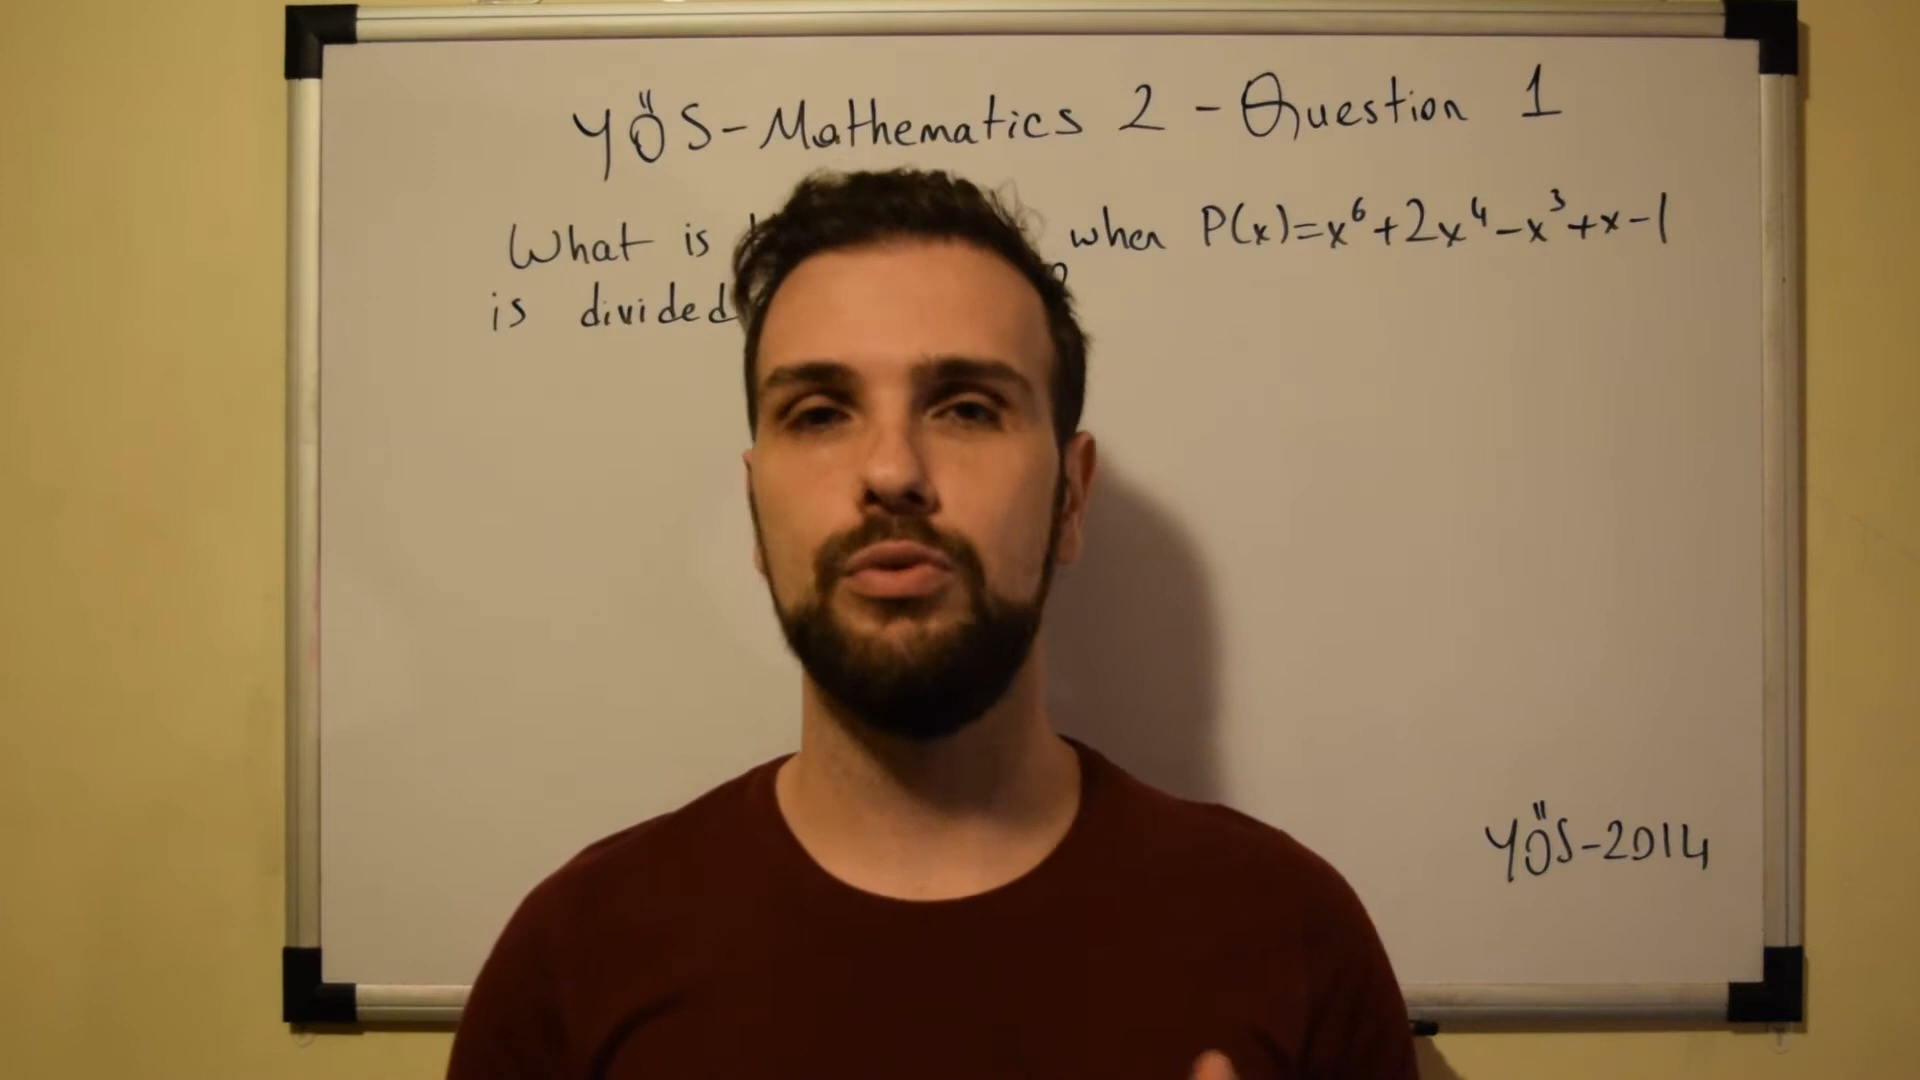 YÖS-Mathematics 2 - Question 1
What is when P(x)=x⁶+2x⁴-x³+x-1
is divided ?
YÖS-2014